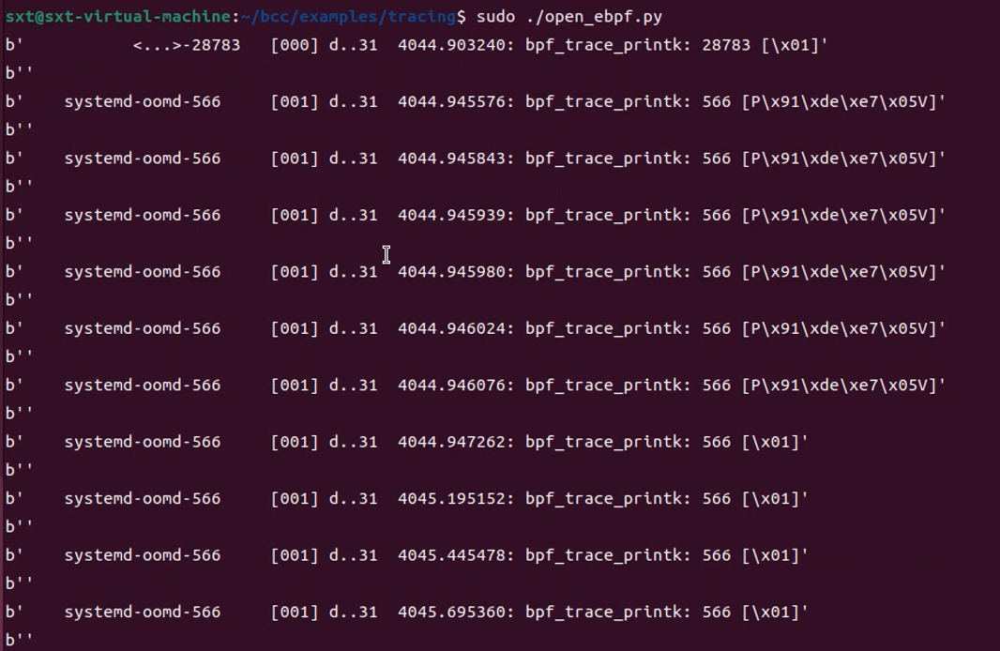 sxt@sxt-virtual-machine:~/bcc/examples/tracing$ sudo ./open_ebpf.py
b'           <...>-28783   [000] d..31  4044.903240: bpf_trace_printk: 28783 [\x01]'
b''
b'    systemd-oomd-566     [001] d..31  4044.945576: bpf_trace_printk: 566 [P\x91\xde\xe7\x05V]'
b''
b'    systemd-oomd-566     [001] d..31  4044.945843: bpf_trace_printk: 566 [P\x91\xde\xe7\x05V]'
b''
b'    systemd-oomd-566     [001] d..31  4044.945939: bpf_trace_printk: 566 [P\x91\xde\xe7\x05V]'
b''
b'    systemd-oomd-566     [001] d..31  4044.945980: bpf_trace_printk: 566 [P\x91\xde\xe7\x05V]'
b''
b'    systemd-oomd-566     [001] d..31  4044.946024: bpf_trace_printk: 566 [P\x91\xde\xe7\x05V]'
b''
b'    systemd-oomd-566     [001] d..31  4044.946076: bpf_trace_printk: 566 [P\x91\xde\xe7\x05V]'
b''
b'    systemd-oomd-566     [001] d..31  4044.947262: bpf_trace_printk: 566 [\x01]'
b''
b'    systemd-oomd-566     [001] d..31  4045.195152: bpf_trace_printk: 566 [\x01]'
b''
b'    systemd-oomd-566     [001] d..31  4045.445478: bpf_trace_printk: 566 [\x01]'
b''
b'    systemd-oomd-566     [001] d..31  4045.695360: bpf_trace_printk: 566 [\x01]'
b''